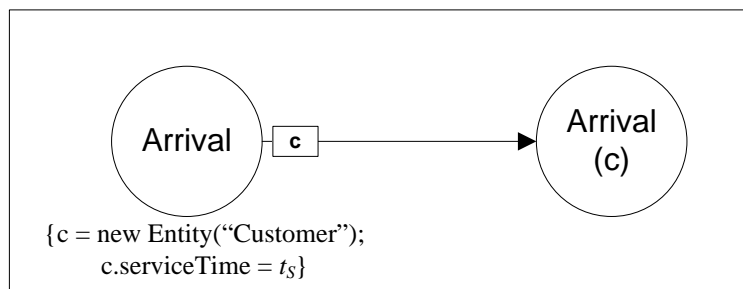 Arrival
c
Arrival
(c)
{c = new Entity(“Customer”);
c.serviceTime = tS}